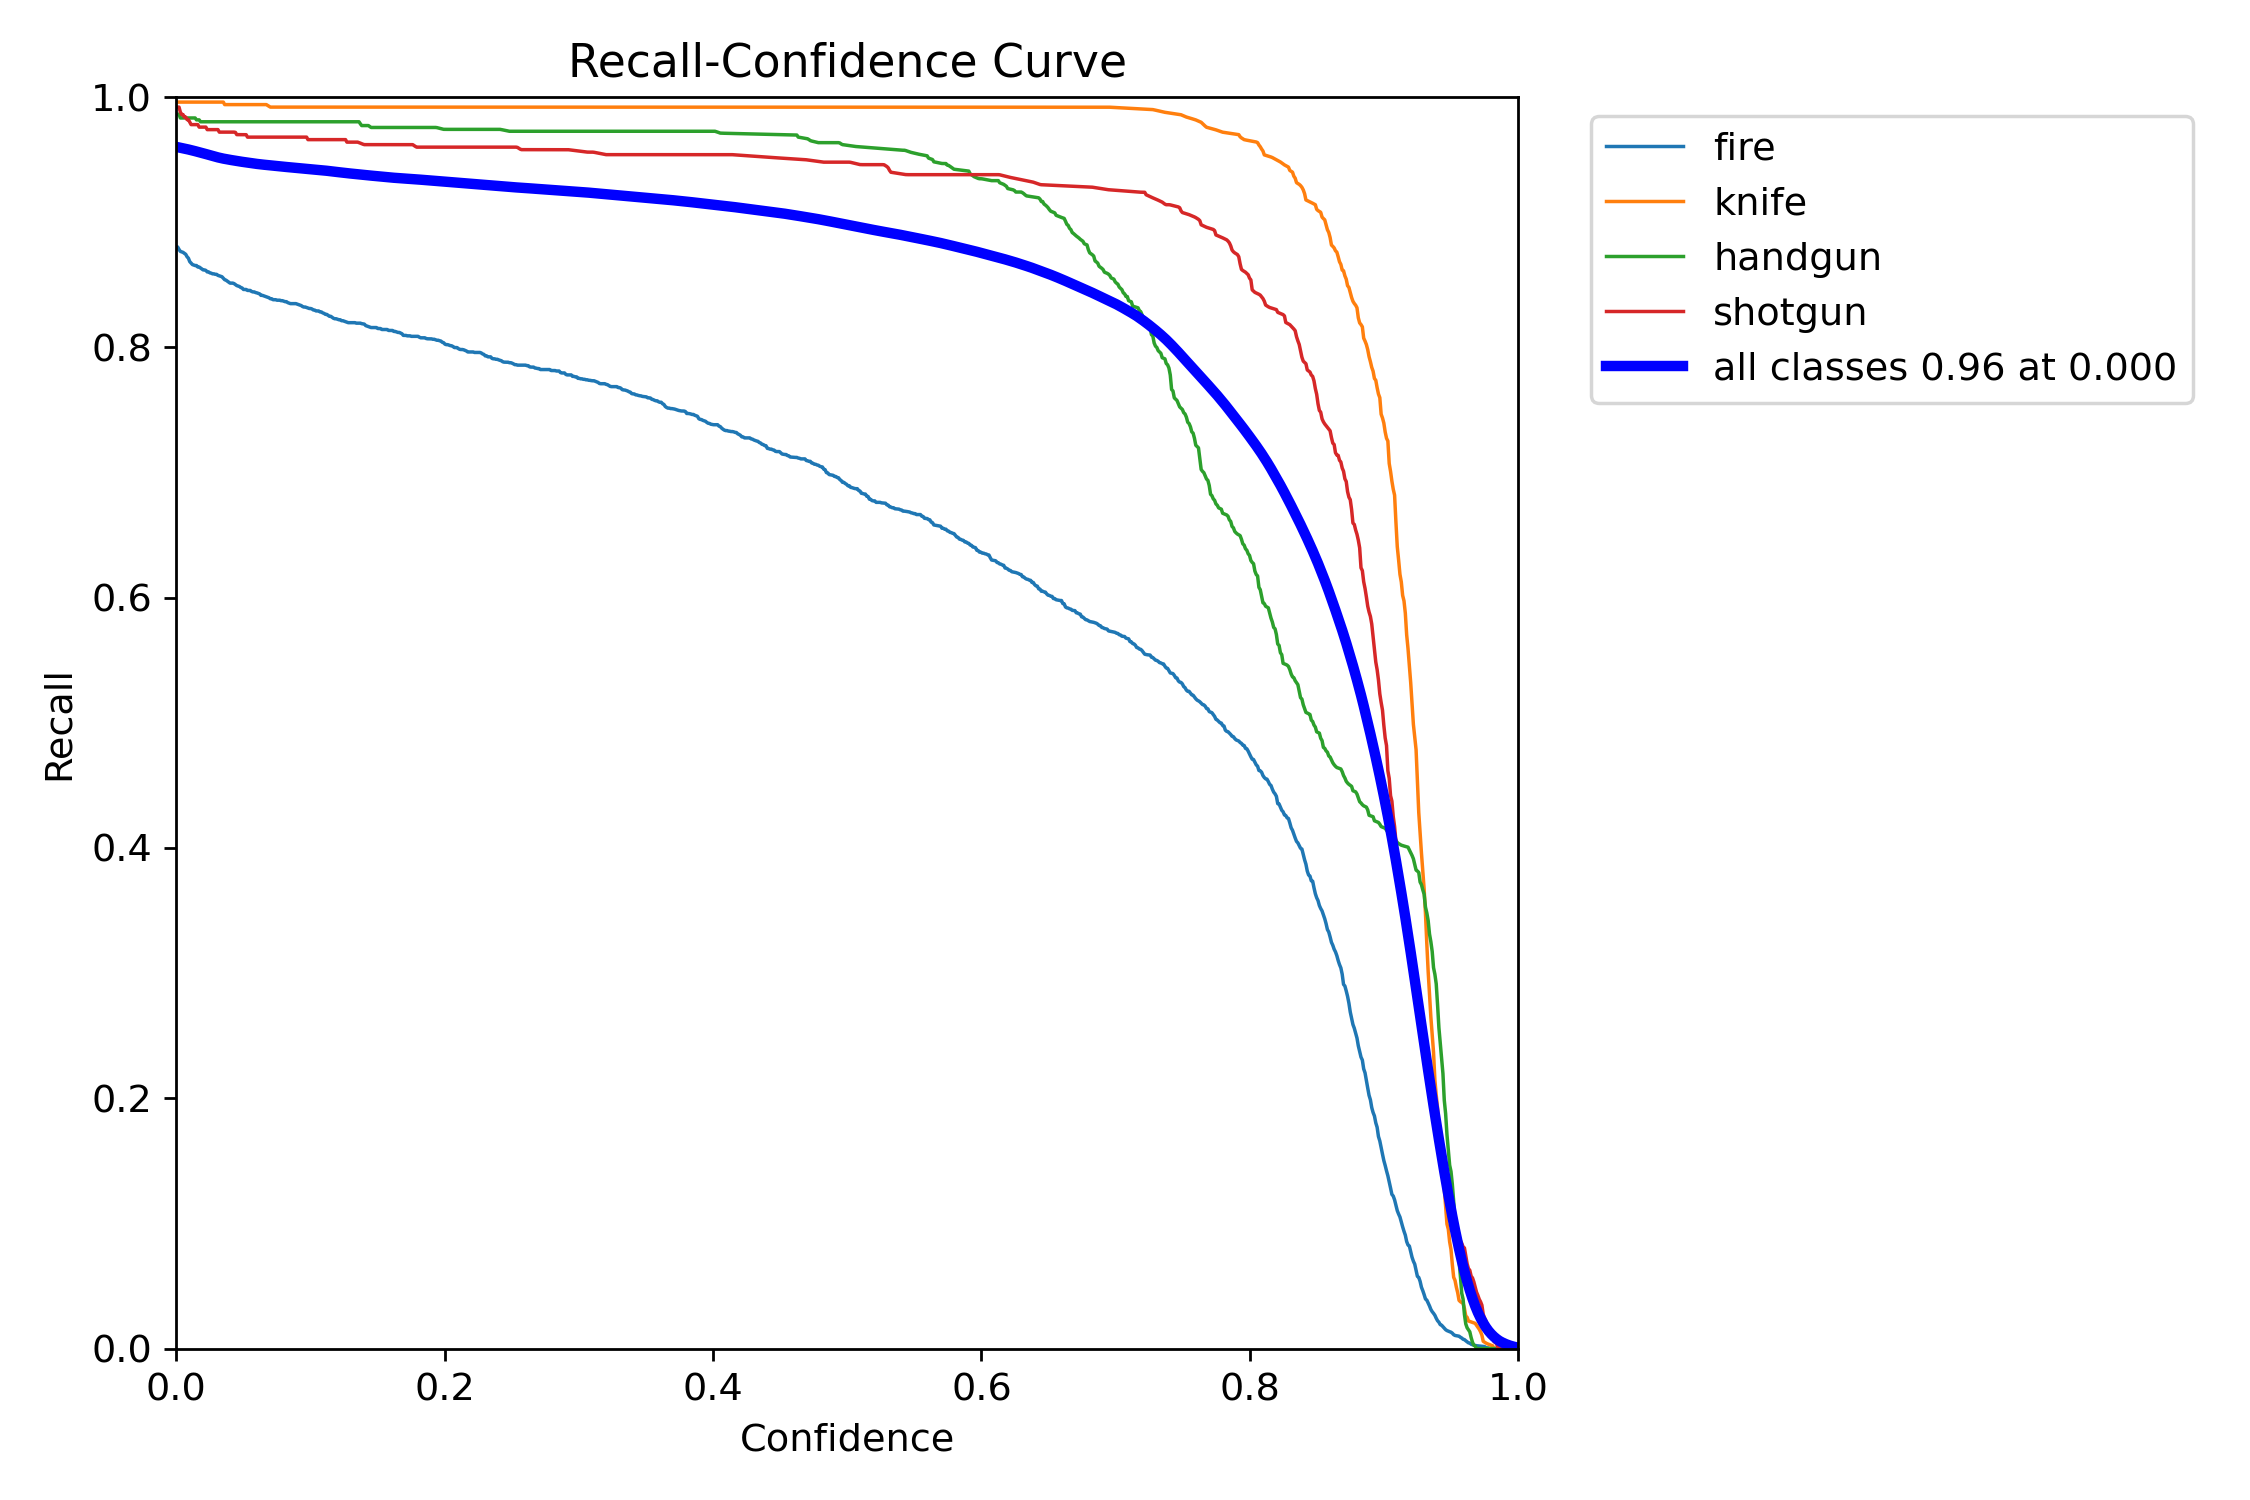 Recall-Confidence Curve
1.0
0.8
0.6
0.4
0.2
0.0
Recall
0.0 0.2 0.4 0.6 0.8 1.0
Confidence
fire
knife
handgun
shotgun
all classes 0.96 at 0.000